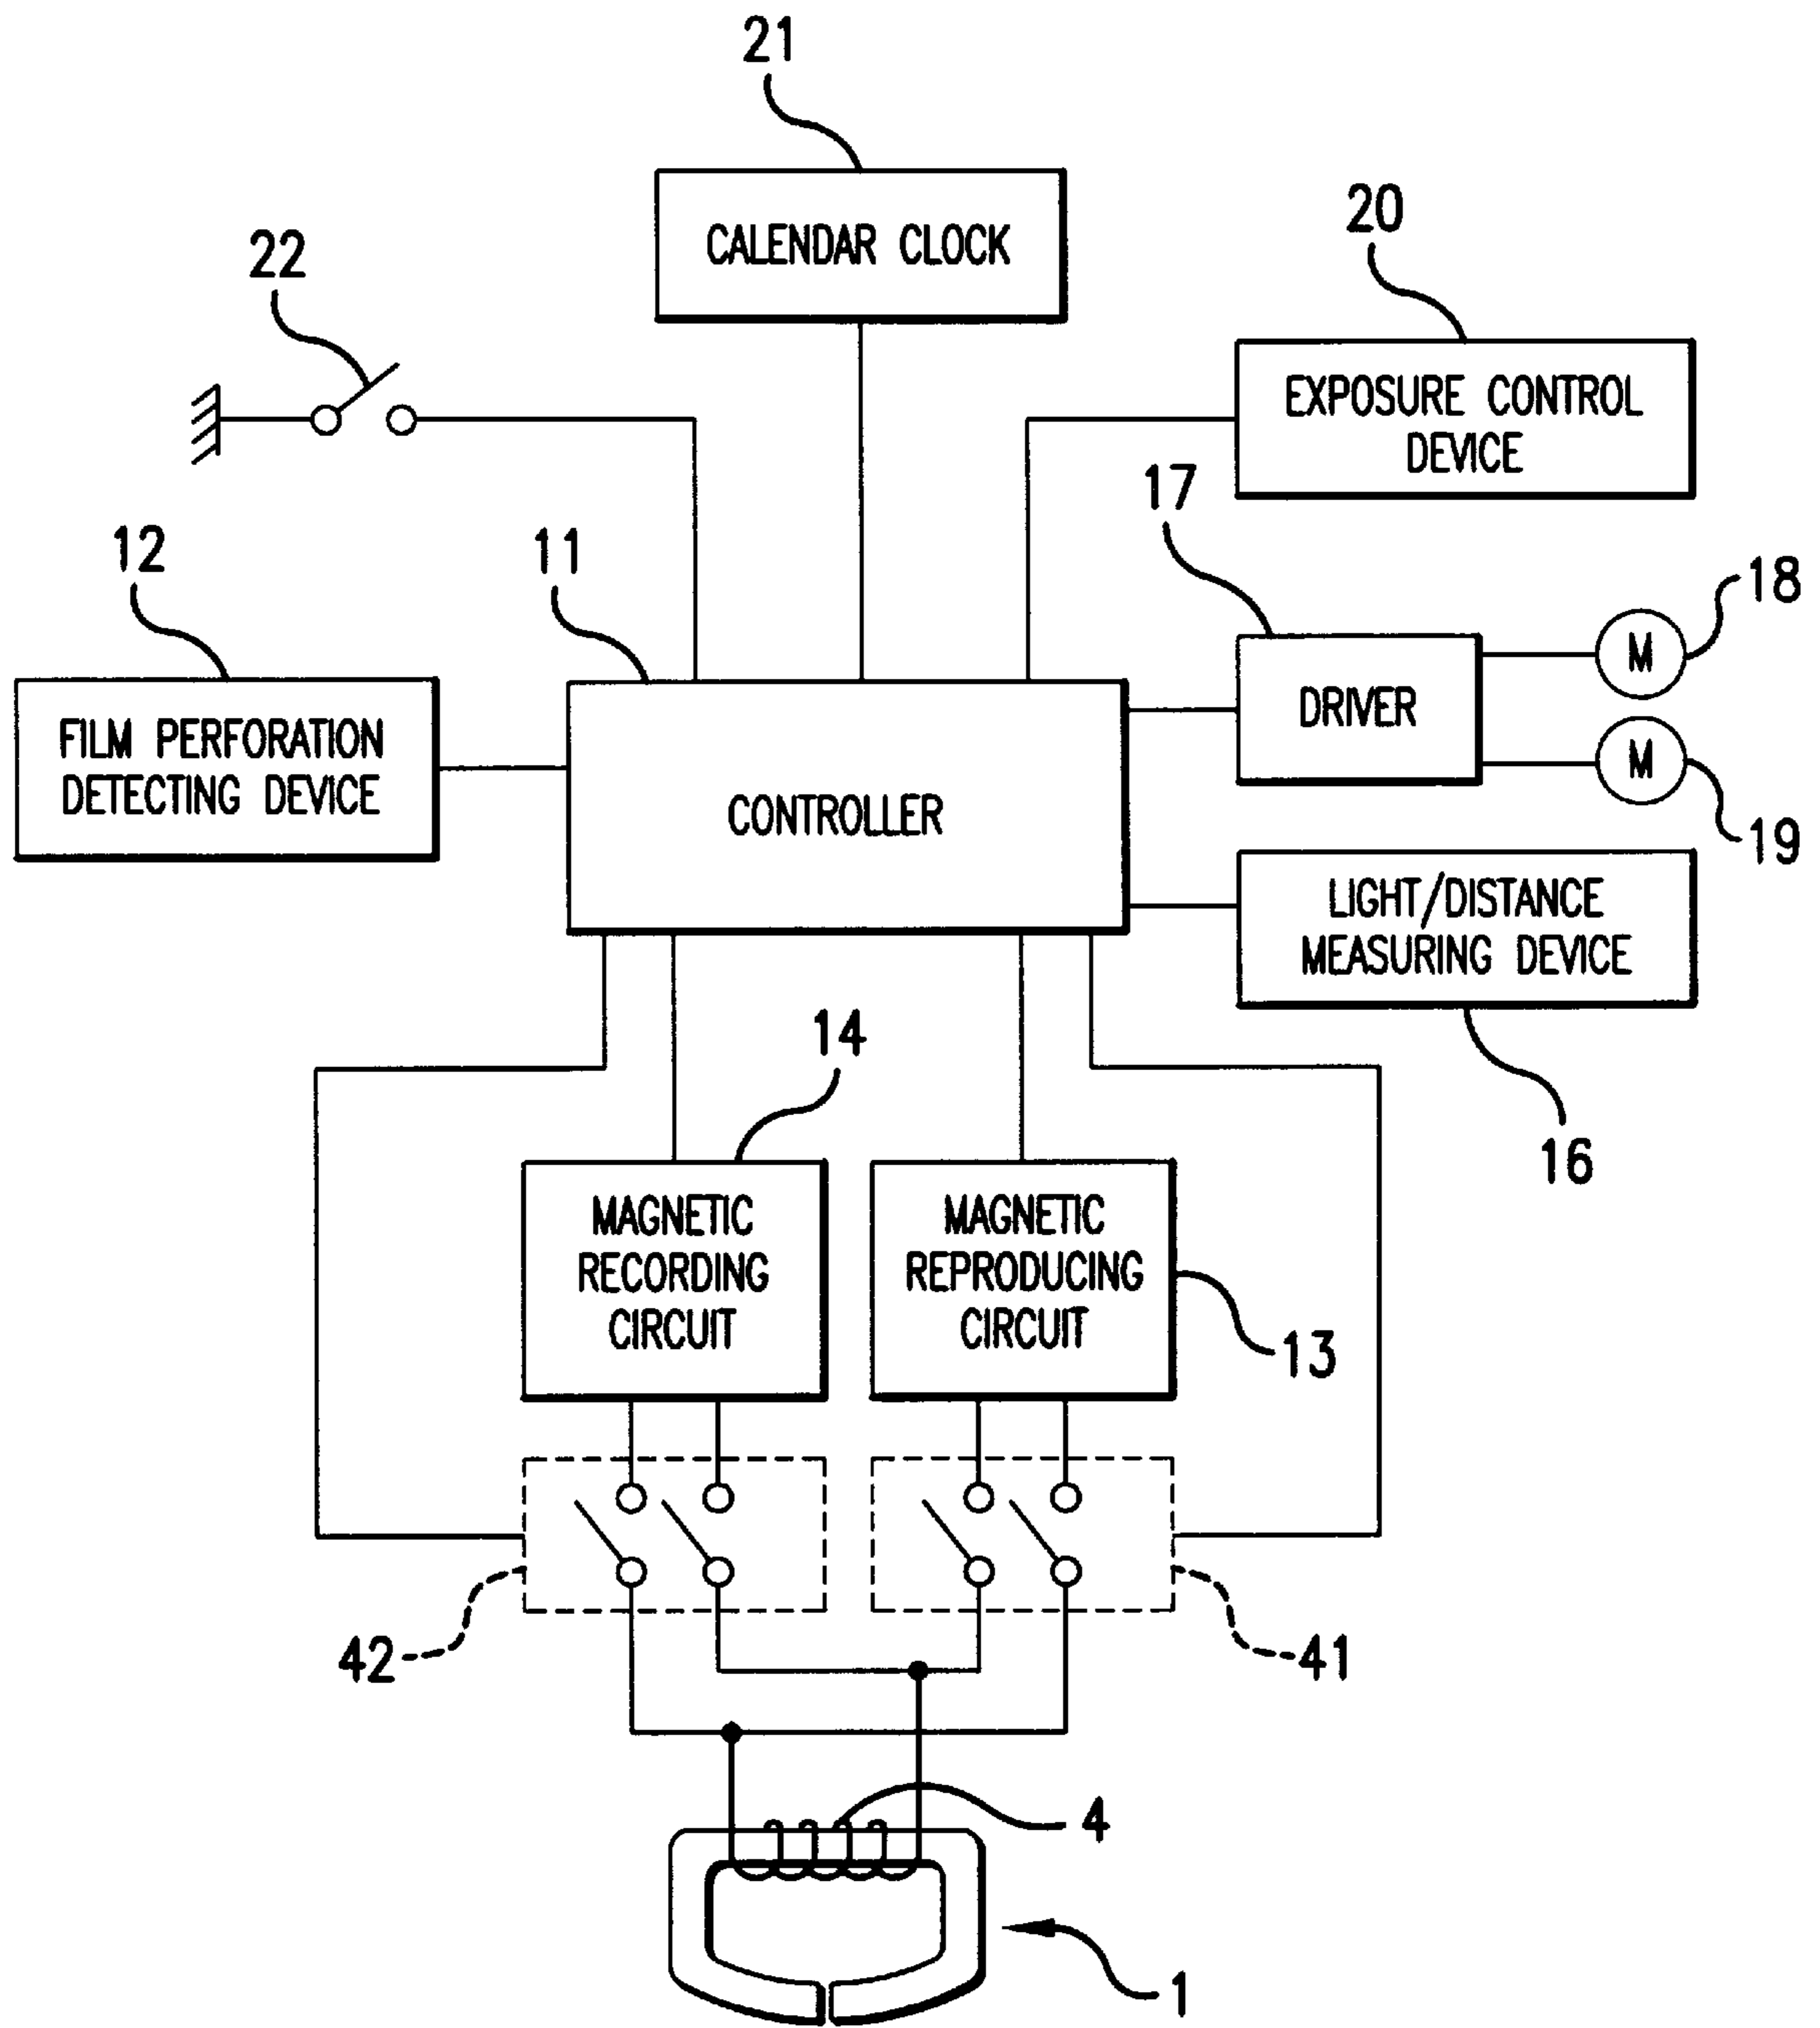 21
CALENDAR CLOCK
20
22
EXPOSURE CONTROL
DEVICE
17
12
11
18
M
FILM PERFORATION
DETECTING DEVICE
DRIVER
CONTROLLER
M
19
LIGHT/DISTANCE
MEASURING DEVICE
14
16
MAGNETIC
RECORDING
CIRCUIT
MAGNETIC
REPRODUCING
CIRCUIT
13
42
41
4
1